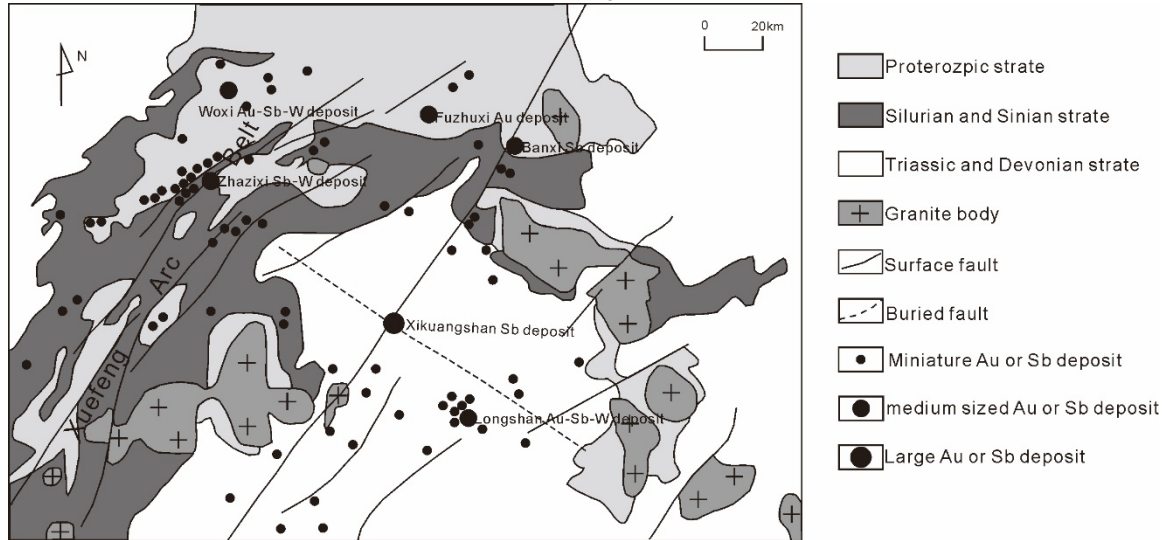 0 20km
N
Woxi Au-Sb-W deposit
Fuzhuxi Au deposit
Banxi Sb deposit
Zhazixi Sb-W deposit
Xuefeng Arc Belt
Xikuangshan Sb deposit
Longshan Au-Sb-W deposit
Proterozpic strate
Silurian and Sinian strate
Triassic and Devonian strate
Granite body
Surface fault
Buried fault
Miniature Au or Sb deposit
medium sized Au or Sb deposit
Large Au or Sb deposit